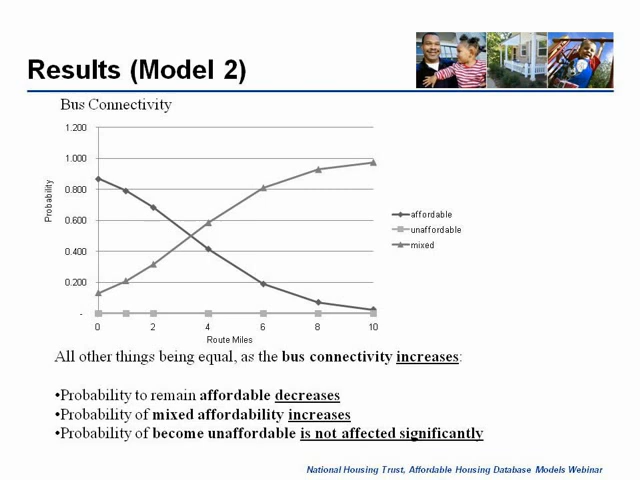 Results (Model 2)
Bus Connectivity
1.200
1.000
0.800
0.600
0.400
0.200
-
Probability
0 2 4 6 8 10
Route Miles
affordable
unaffordable
mixed
All other things being equal, as the bus connectivity increases:
•Probability to remain affordable decreases
•Probability of mixed affordability increases
•Probability of become unaffordable is not affected significantly
National Housing Trust, Affordable Housing Database Models Webinar